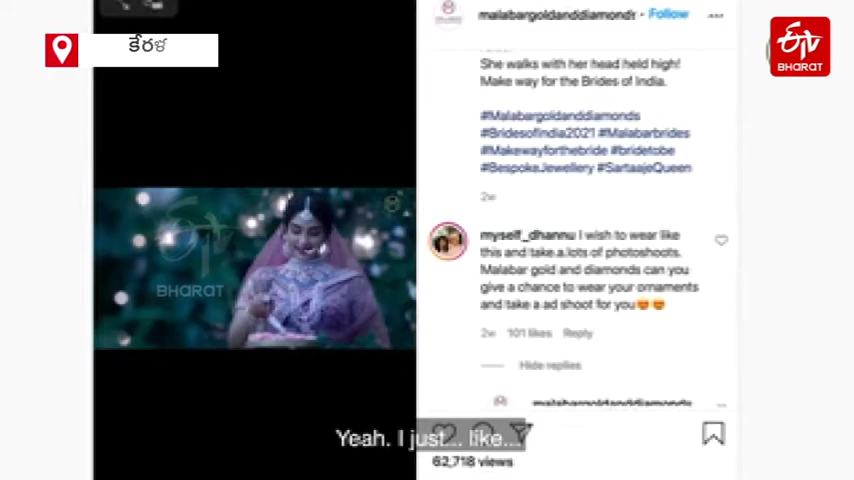 కేరళ
ETV
BHARAT
malabargoldanddiamonds · Follow
She walks with her head held high!
Make way for the Brides of India.
#Malabargoldanddiamonds
#BridesofIndia2021 #Malabarbrides
#Makewayforthebride #bridetobe
#BespokeJewellery #SartaajeQueen
2w
myself_dhannu I wish to wear like
this and take a lots of photoshoots.
Malabar gold and diamonds can you
give a chance to wear your ornaments
and take a ad shoot for you
2w 101 likes Reply
Hide replies
malabargoldanddiamonds
BHARAT
Yeah. I just... like...
62,718 views